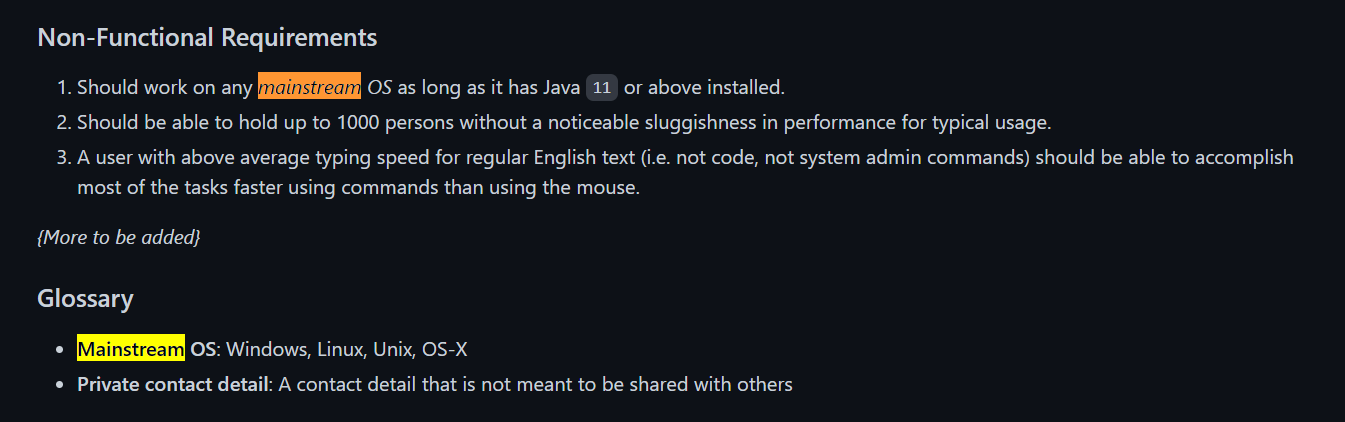 Non-Functional Requirements
1. Should work on any mainstream OS as long as it has Java 11 or above installed.
2. Should be able to hold up to 1000 persons without a noticeable sluggishness in performance for typical usage.
3. A user with above average typing speed for regular English text (i.e. not code, not system admin commands) should be able to accomplish
most of the tasks faster using commands than using the mouse.
{More to be added}
Glossary
• Mainstream OS: Windows, Linux, Unix, OS-X
• Private contact detail: A contact detail that is not meant to be shared with others